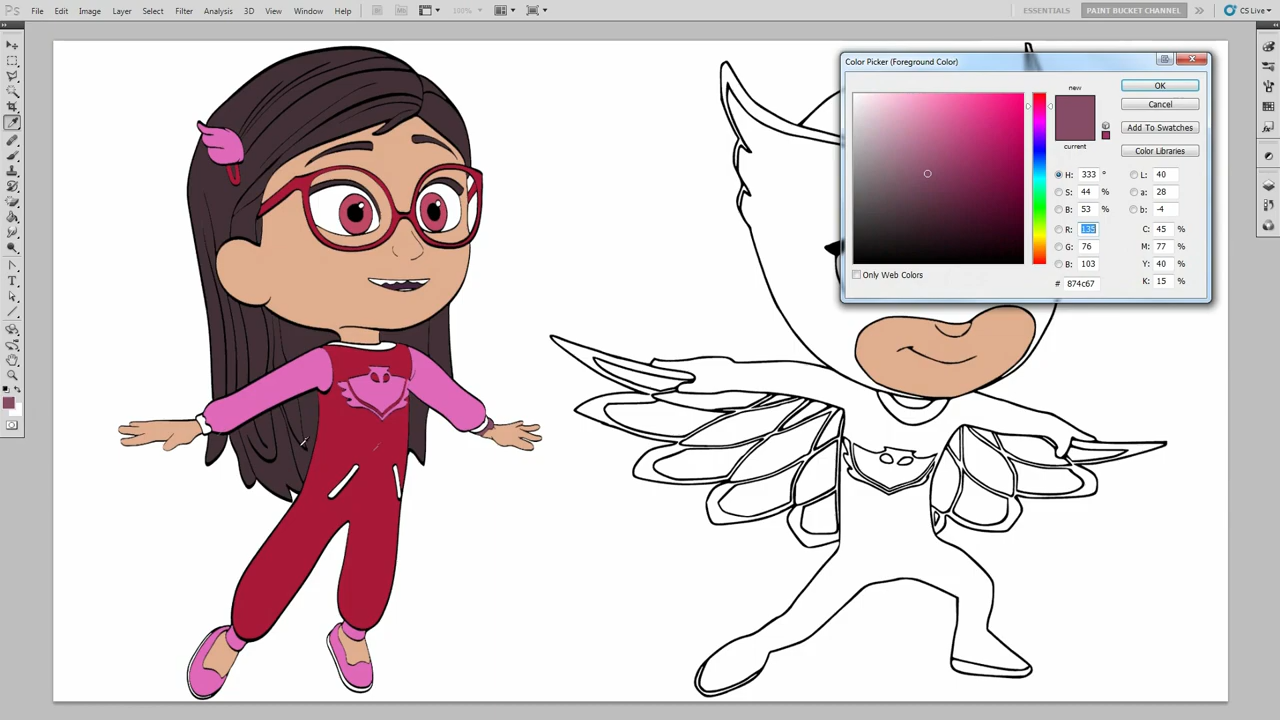 Ps File Edit Image Layer Select Filter Analysis 3D View Window Help 100% ESSENTIALS PAINT BUCKET CHANNEL CS Live
Color Picker (Foreground Color)
new
current
OK
Cancel
Add To Swatches
Color Libraries
H: 333 ° L: 40
S: 44 % a: 28
B: 53 % b: -4
R: 135 C: 45 %
G: 76 M: 77 %
B: 103 Y: 40 %
Only Web Colors # 874c67 K: 15 %